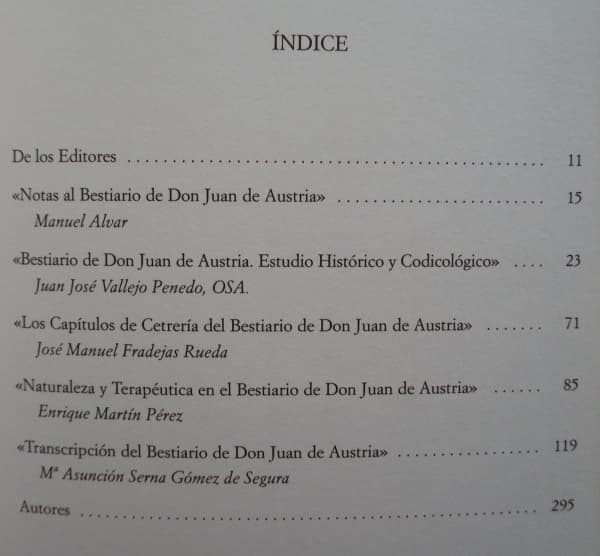 ÍNDICE
De los Editores ............................................................ 11
«Notas al Bestiario de Don Juan de Austria» ............................. 15
Manuel Alvar
«Bestiario de Don Juan de Austria. Estudio Histórico y Codicológico» .... 23
Juan José Vallejo Penedo, OSA.
«Los Capítulos de Cetrería del Bestiario de Don Juan de Austria» ....... 71
José Manuel Fradejas Rueda
«Naturaleza y Terapéutica en el Bestiario de Don Juan de Austria» ...... 85
Enrique Martín Pérez
«Transcripción del Bestiario de Don Juan de Austria» .................. 119
Mª Asunción Serna Gómez de Segura
Autores ............................................................ 295